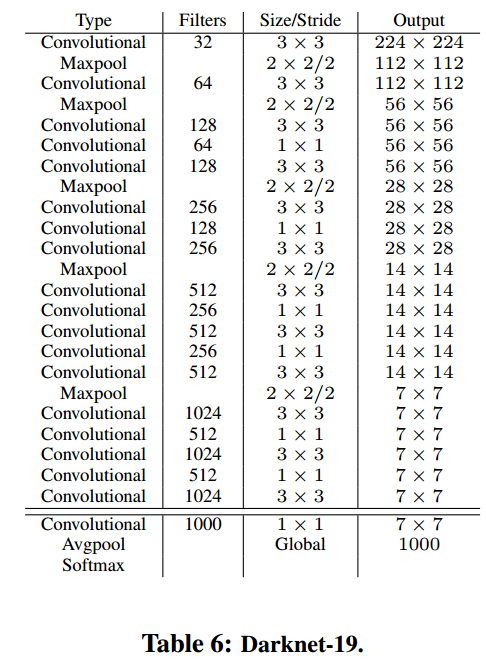 Type Filters Size/Stride Output
Convolutional 32 3 × 3 224 × 224
Maxpool 2 × 2/2 112 × 112
Convolutional 64 3 × 3 112 × 112
Maxpool 2 × 2/2 56 × 56
Convolutional 128 3 × 3 56 × 56
Convolutional 64 1 × 1 56 × 56
Convolutional 128 3 × 3 56 × 56
Maxpool 2 × 2/2 28 × 28
Convolutional 256 3 × 3 28 × 28
Convolutional 128 1 × 1 28 × 28
Convolutional 256 3 × 3 28 × 28
Maxpool 2 × 2/2 14 × 14
Convolutional 512 3 × 3 14 × 14
Convolutional 256 1 × 1 14 × 14
Convolutional 512 3 × 3 14 × 14
Convolutional 256 1 × 1 14 × 14
Convolutional 512 3 × 3 14 × 14
Maxpool 2 × 2/2 7 × 7
Convolutional 1024 3 × 3 7 × 7
Convolutional 512 1 × 1 7 × 7
Convolutional 1024 3 × 3 7 × 7
Convolutional 512 1 × 1 7 × 7
Convolutional 1024 3 × 3 7 × 7
Convolutional 1000 1 × 1 7 × 7
Avgpool Global 1000
Softmax
Table 6: Darknet-19.